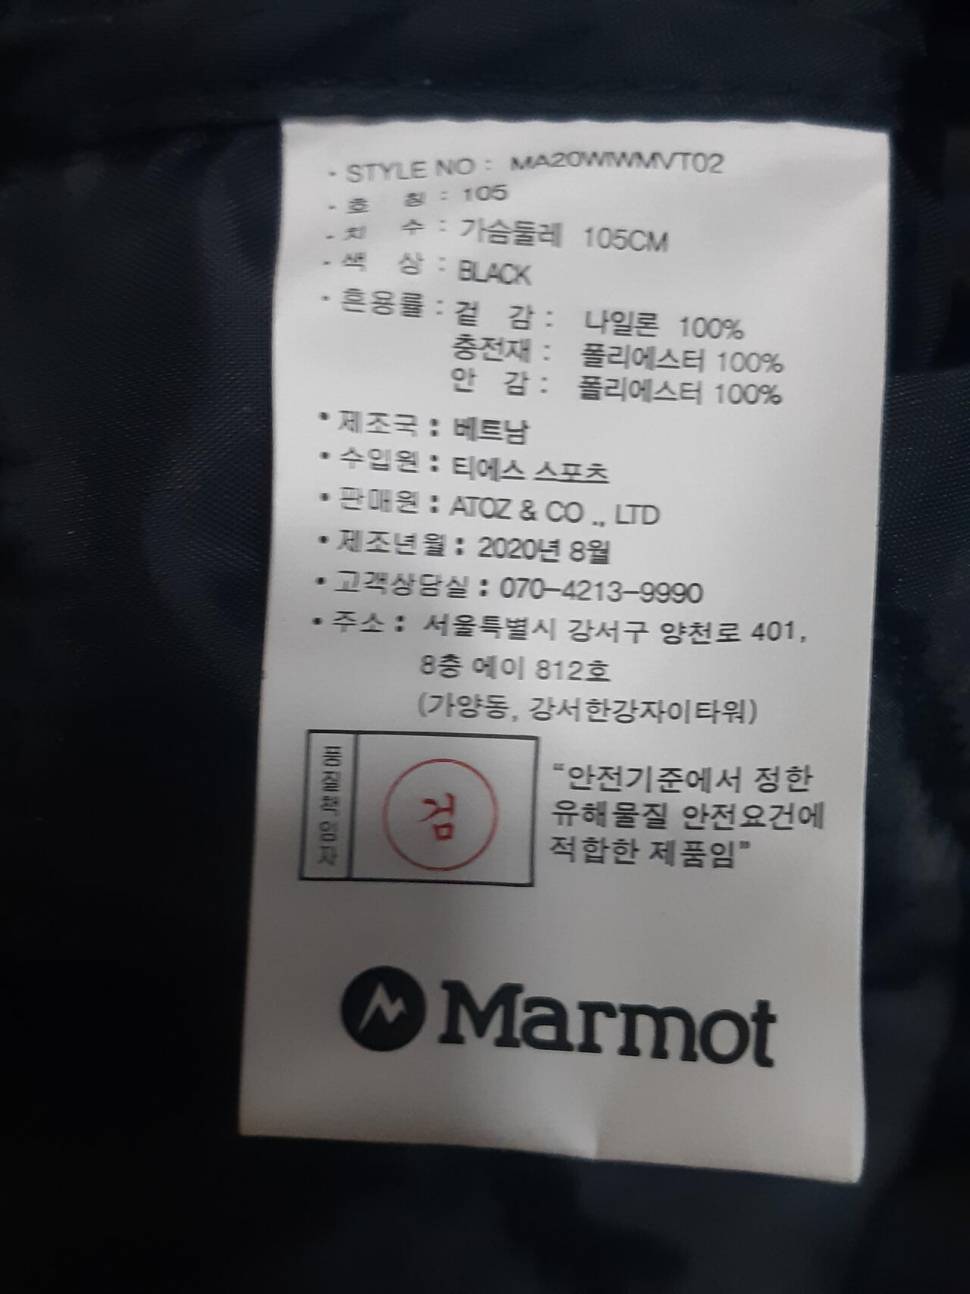 · STYLE NO : MA20WIWMVT02
· 호 칭 : 105
· 치 수 : 가슴둘레 105CM
· 색 상 : BLACK
· 혼용률 : 겉 감 : 나일론 100%
충전재 : 폴리에스터 100%
안 감 : 폴리에스터 100%
• 제조국 : 베트남
• 수입원 : 티에스 스포츠
• 판매원 : ATOZ & CO ., LTD
• 제조년월 : 2020년 8월
• 고객상담실 : 070-4213-9990
• 주소 : 서울특별시 강서구 양천로 401,
8층 에이 812호
(가양동, 강서한강자이타워)
품질책임자
검
"안전기준에서 정한
유해물질 안전요건에
적합한 제품임"
Marmot